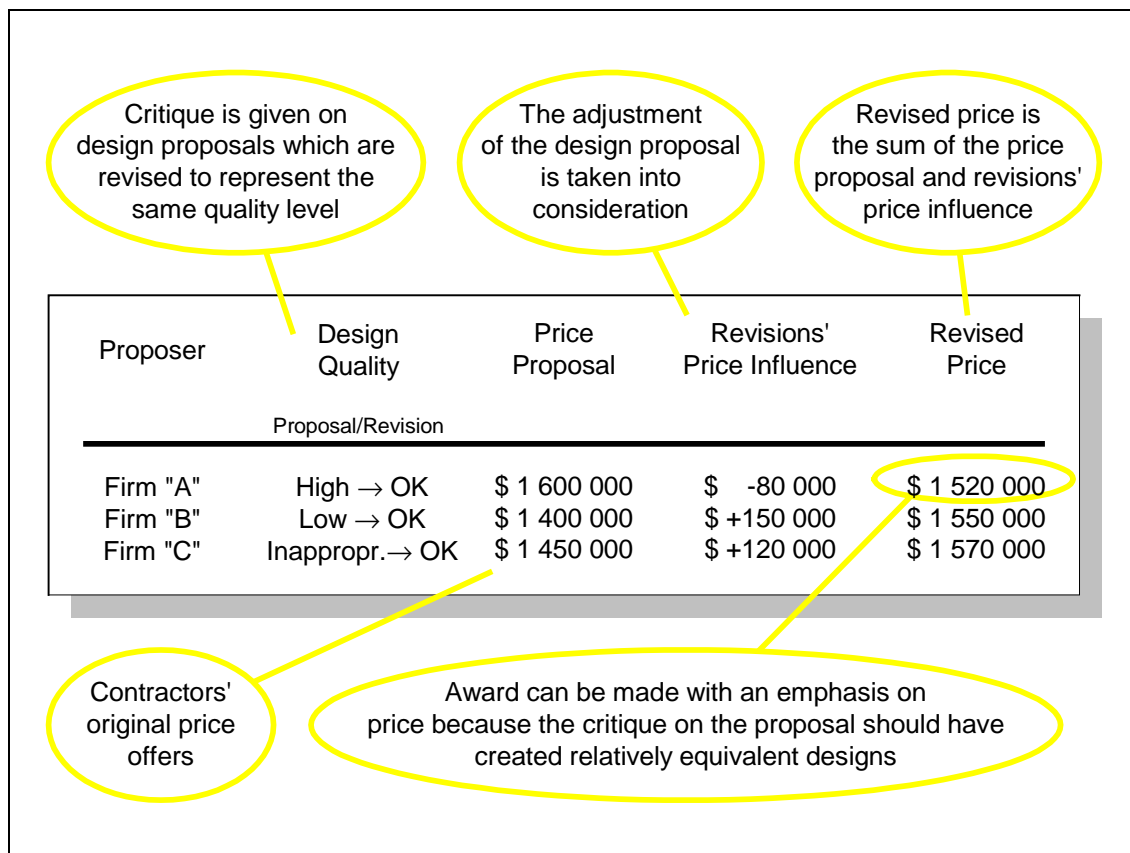 Critique is given on
design proposals which are
revised to represent the
same quality level
The adjustment
of the design proposal
is taken into
consideration
Revised price is
the sum of the price
proposal and revisions'
price influence
Proposer Design Quality Price Proposal Revisions' Price Influence Revised Price
Proposal/Revision
Firm "A" High → OK $ 1 600 000 $ -80 000 $ 1 520 000
Firm "B" Low → OK $ 1 400 000 $ +150 000 $ 1 550 000
Firm "C" Inappropr.→ OK $ 1 450 000 $ +120 000 $ 1 570 000
Contractors'
original price
offers
Award can be made with an emphasis on
price because the critique on the proposal should have
created relatively equivalent designs